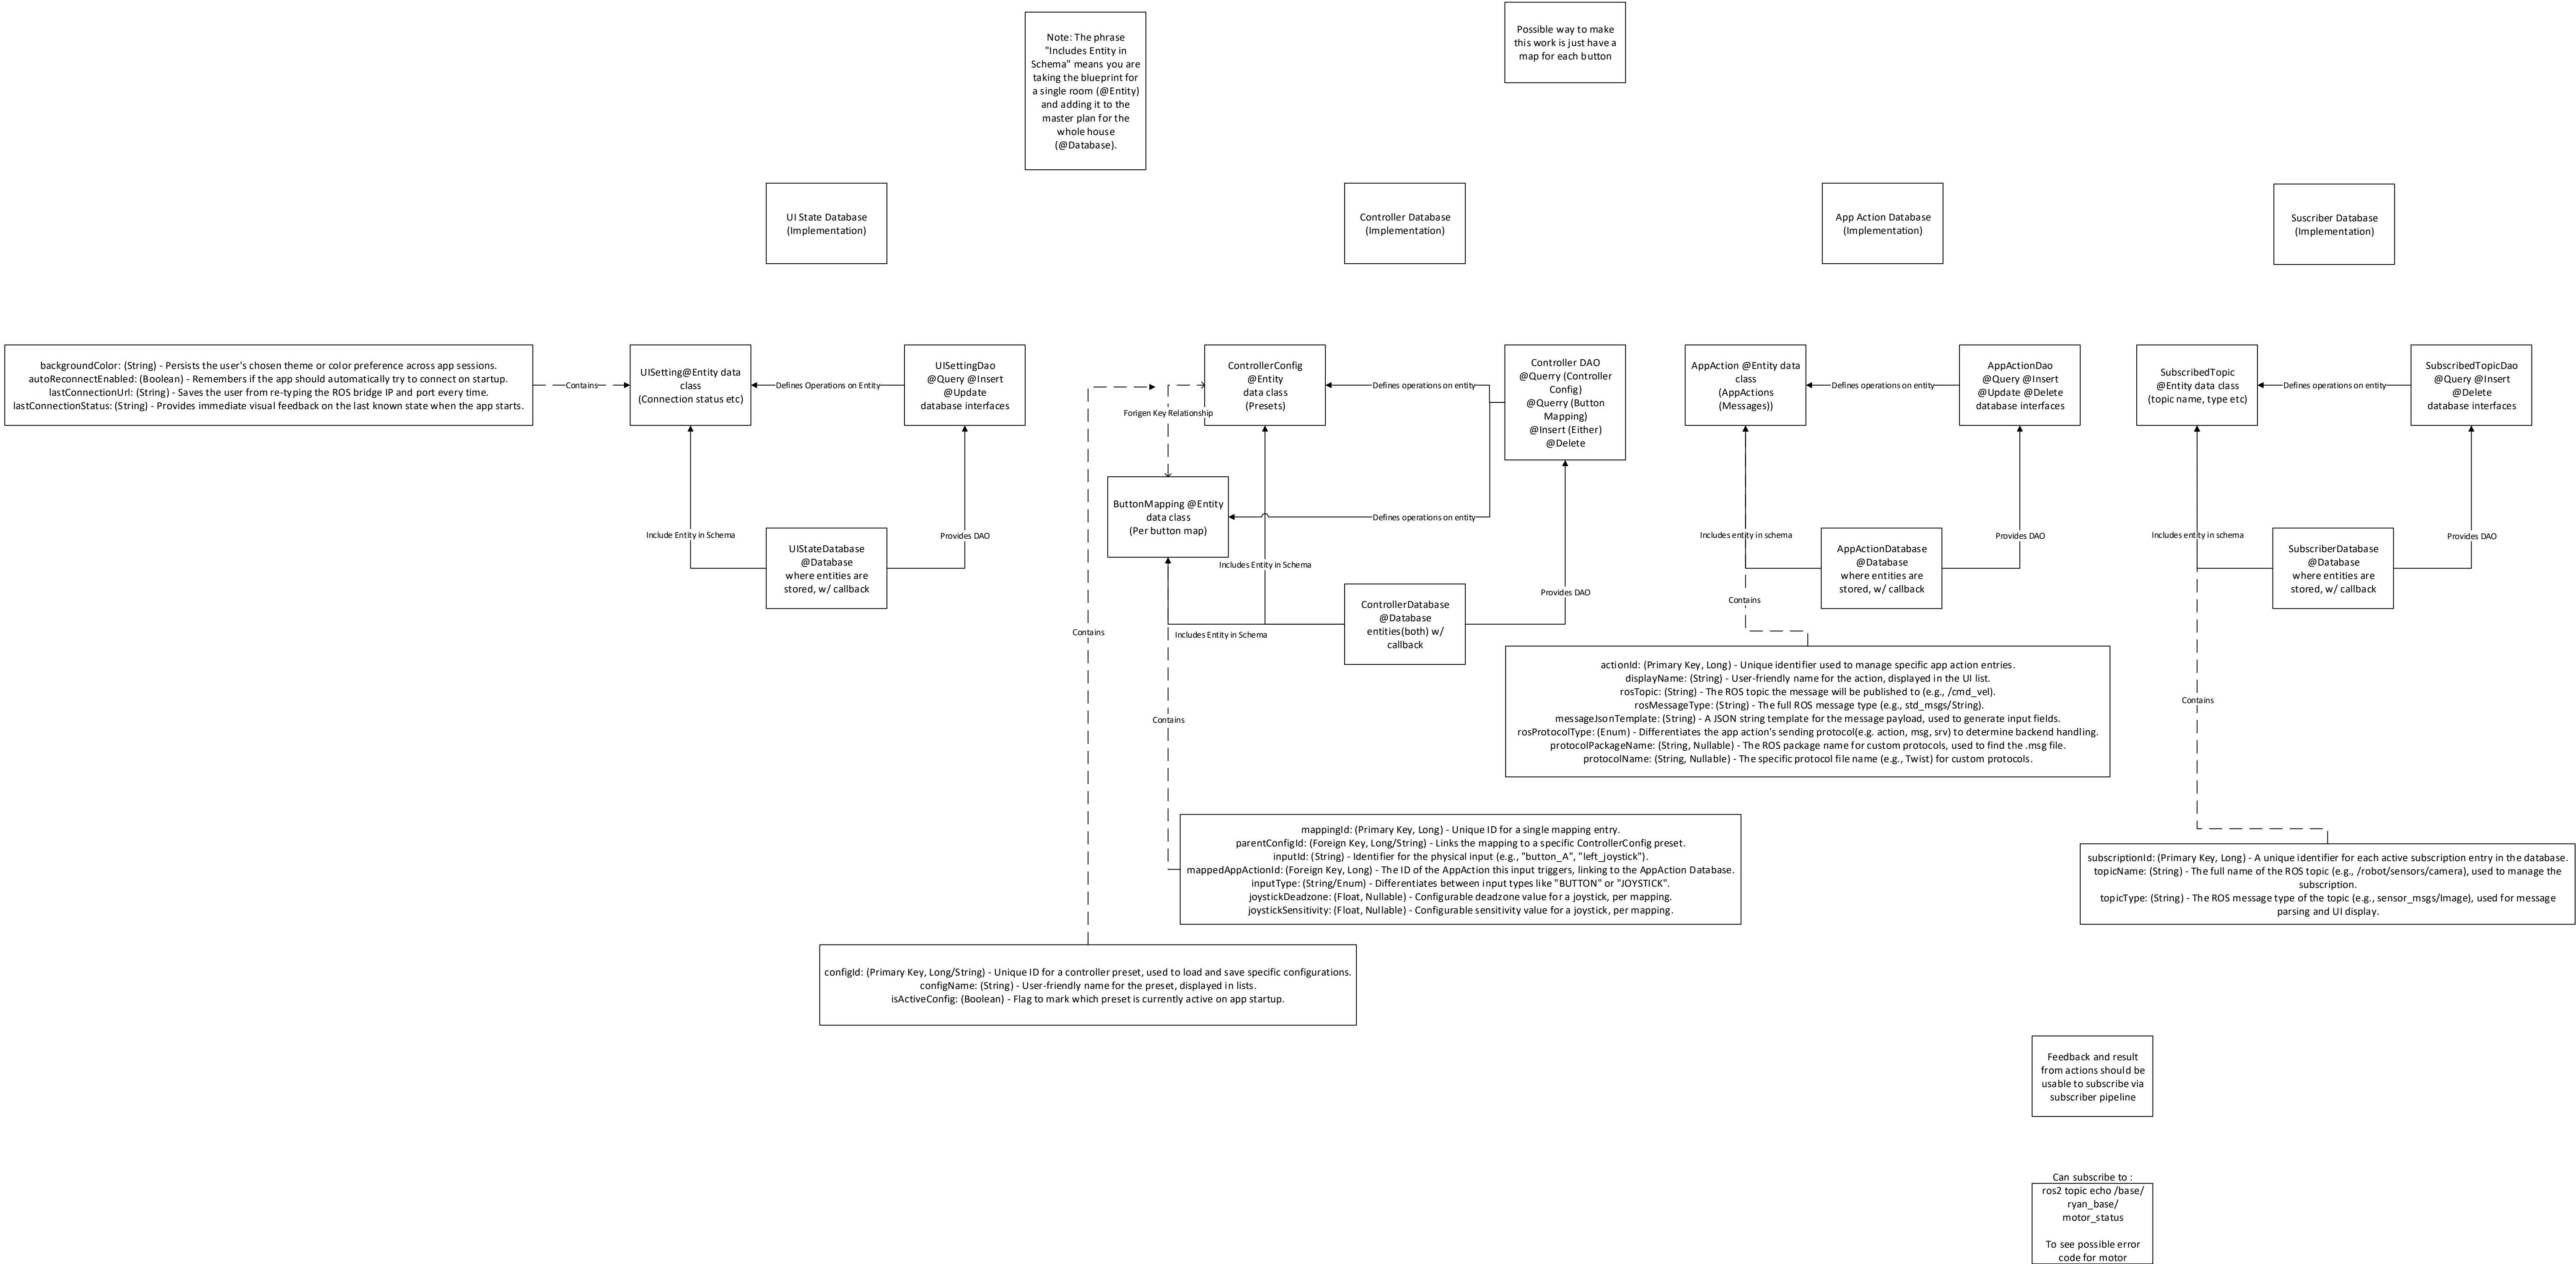 Note: The phrase
"Includes Entity in
Schema" means you are
taking the blueprint for
a single room (@Entity)
and adding it to the
master plan for the
whole house
(@Database).
Possible way to make
this work is just have a
map for each button
UI State Database
(Implementation)
Controller Database
(Implementation)
App Action Database
(Implementation)
Suscriber Database
(Implementation)
backgroundColor: (String) - Persists the user's chosen theme or color preference across app sessions.
autoReconnectEnabled: (Boolean) - Remembers if the app should automatically try to connect on startup.
lastConnectionUrl: (String) - Saves the user from re-typing the ROS bridge IP and port every time.
lastConnectionStatus: (String) - Provides immediate visual feedback on the last known state when the app starts.
Contains
UISetting@Entity data
class
(Connection status etc)
Defines Operations on Entity
UISettingDao
@Query @Insert
@Update
database interfaces
Include Entity in Schema
Provides DAO
UIStateDatabase
@Database
where entities are
stored, w/ callback
ControllerConfig
@Entity
data class
(Presets)
Defines operations on entity
Controller DAO
@Querry (Controller
Config)
@Querry (Button
Mapping)
@Insert (Either)
@Delete
Forigen Key Relationship
ButtonMapping @Entity
data class
(Per button map)
Defines operations on entity
Includes Entity in Schema
Provides DAO
ControllerDatabase
@Database
entities(both) w/
callback
Includes Entity in Schema
Contains
Contains
AppAction @Entity data
class
(AppActions
(Messages))
Defines operations on entity
AppActionDao
@Query @Insert
@Update @Delete
database interfaces
Includes entity in schema
Provides DAO
AppActionDatabase
@Database
where entities are
stored, w/ callback
Contains
SubscribedTopic
@Entity data class
(topic name, type etc)
Defines operations on entity
SubscribedTopicDao
@Query @Insert
@Delete
database interfaces
Includes entity in schema
Provides DAO
SubscriberDatabase
@Database
where entities are
stored, w/ callback
Contains
actionId: (Primary Key, Long) - Unique identifier used to manage specific app action entries.
displayName: (String) - User-friendly name for the action, displayed in the UI list.
rosTopic: (String) - The ROS topic the message will be published to (e.g., /cmd_vel).
rosMessageType: (String) - The full ROS message type (e.g., std_msgs/String).
messageJsonTemplate: (String) - A JSON string template for the message payload, used to generate input fields.
rosProtocolType: (Enum) - Differentiates the app action's sending protocol(e.g. action, msg, srv) to determine backend handling.
protocolPackageName: (String, Nullable) - The ROS package name for custom protocols, used to find the .msg file.
protocolName: (String, Nullable) - The specific protocol file name (e.g., Twist) for custom protocols.
mappingId: (Primary Key, Long) - Unique ID for a single mapping entry.
parentConfigId: (Foreign Key, Long/String) - Links the mapping to a specific ControllerConfig preset.
inputId: (String) - Identifier for the physical input (e.g., "button_A", "left_joystick").
mappedAppActionId: (Foreign Key, Long) - The ID of the AppAction this input triggers, linking to the AppAction Database.
inputType: (String/Enum) - Differentiates between input types like "BUTTON" or "JOYSTICK".
joystickDeadzone: (Float, Nullable) - Configurable deadzone value for a joystick, per mapping.
joystickSensitivity: (Float, Nullable) - Configurable sensitivity value for a joystick, per mapping.
subscriptionId: (Primary Key, Long) - A unique identifier for each active subscription entry in the database.
topicName: (String) - The full name of the ROS topic (e.g., /robot/sensors/camera), used to manage the
subscription.
topicType: (String) - The ROS message type of the topic (e.g., sensor_msgs/Image), used for message
parsing and UI display.
configId: (Primary Key, Long/String) - Unique ID for a controller preset, used to load and save specific configurations.
configName: (String) - User-friendly name for the preset, displayed in lists.
isActiveConfig: (Boolean) - Flag to mark which preset is currently active on app startup.
Feedback and result
from actions should be
usable to subscribe via
subscriber pipeline
Can subscribe to :
ros2 topic echo /base/
ryan_base/
motor_status
To see possible error
code for motor